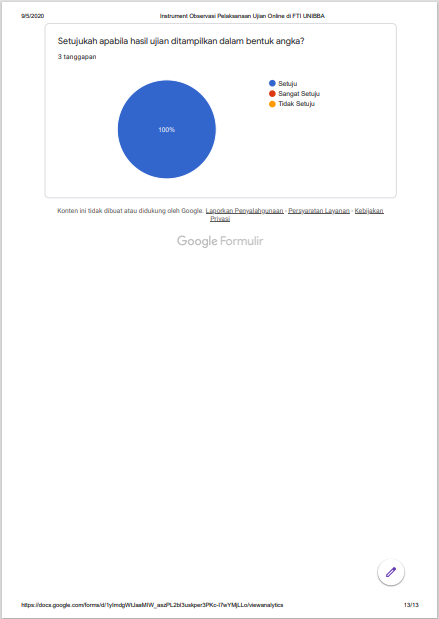 9/5/2020 Instrument Observasi Pelaksanaan Ujian Online di FTI UNIBBA
Setujukah apabila hasil ujian ditampilkan dalam bentuk angka?
3 tanggapan
100%
Setuju
Sangat Setuju
Tidak Setuju
Konten ini tidak dibuat atau didukung oleh Google. Laporkan Penyalahgunaan - Persyaratan Layanan - Kebijakan
Privasi
Google Formulir
13/13